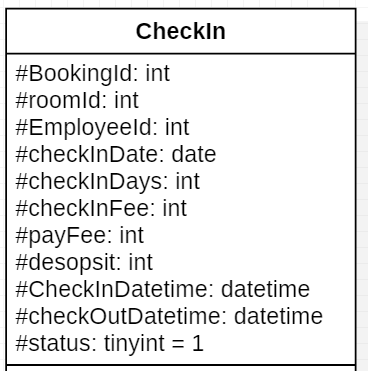 CheckIn
#BookingId: int
#roomId: int
#EmployeeId: int
#checkInDate: date
#checkInDays: int
#checkInFee: int
#payFee: int
#desopsit: int
#CheckInDatetime: datetime
#checkOutDatetime: datetime
#status: tinyint = 1